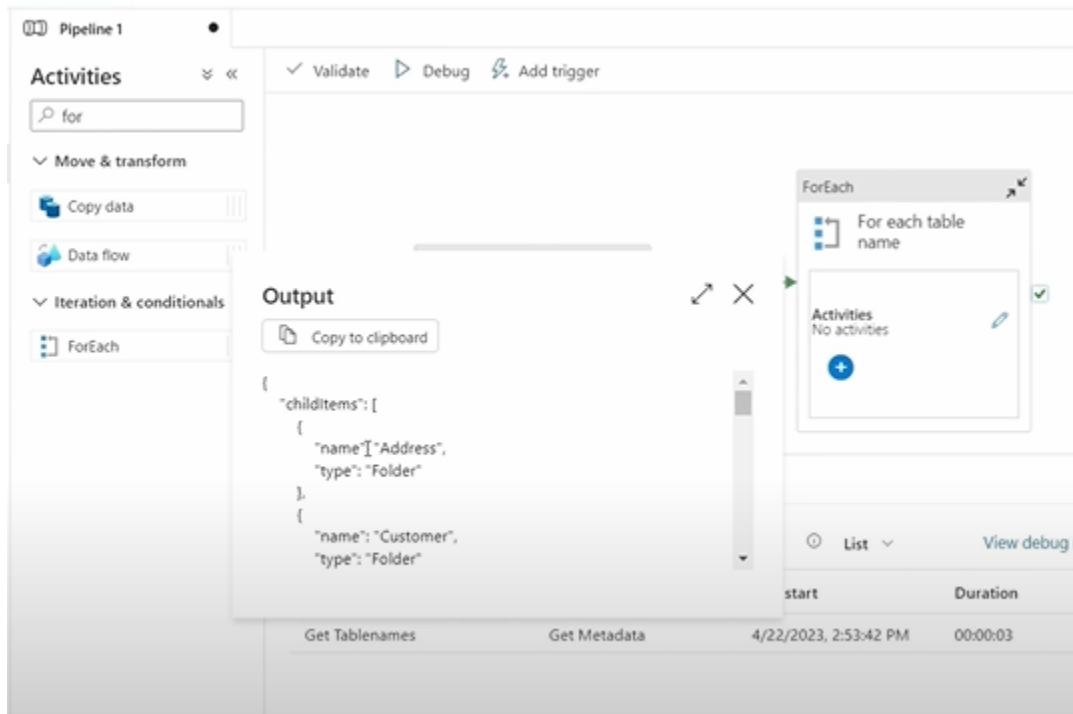 Pipeline 1
Activities
for
Move & transform
Copy data
Data flow
Iteration & conditionals
ForEach
Validate
Debug
Add trigger
ForEach
For each table
name
Activities
No activities
Output
Copy to clipboard
{
"childItems": [
{
"name": "Address",
"type": "Folder"
},
{
"name": "Customer",
"type": "Folder"
List
View debug
start
Duration
Get Tablenames
Get Metadata
4/22/2023, 2:53:42 PM
00:00:03